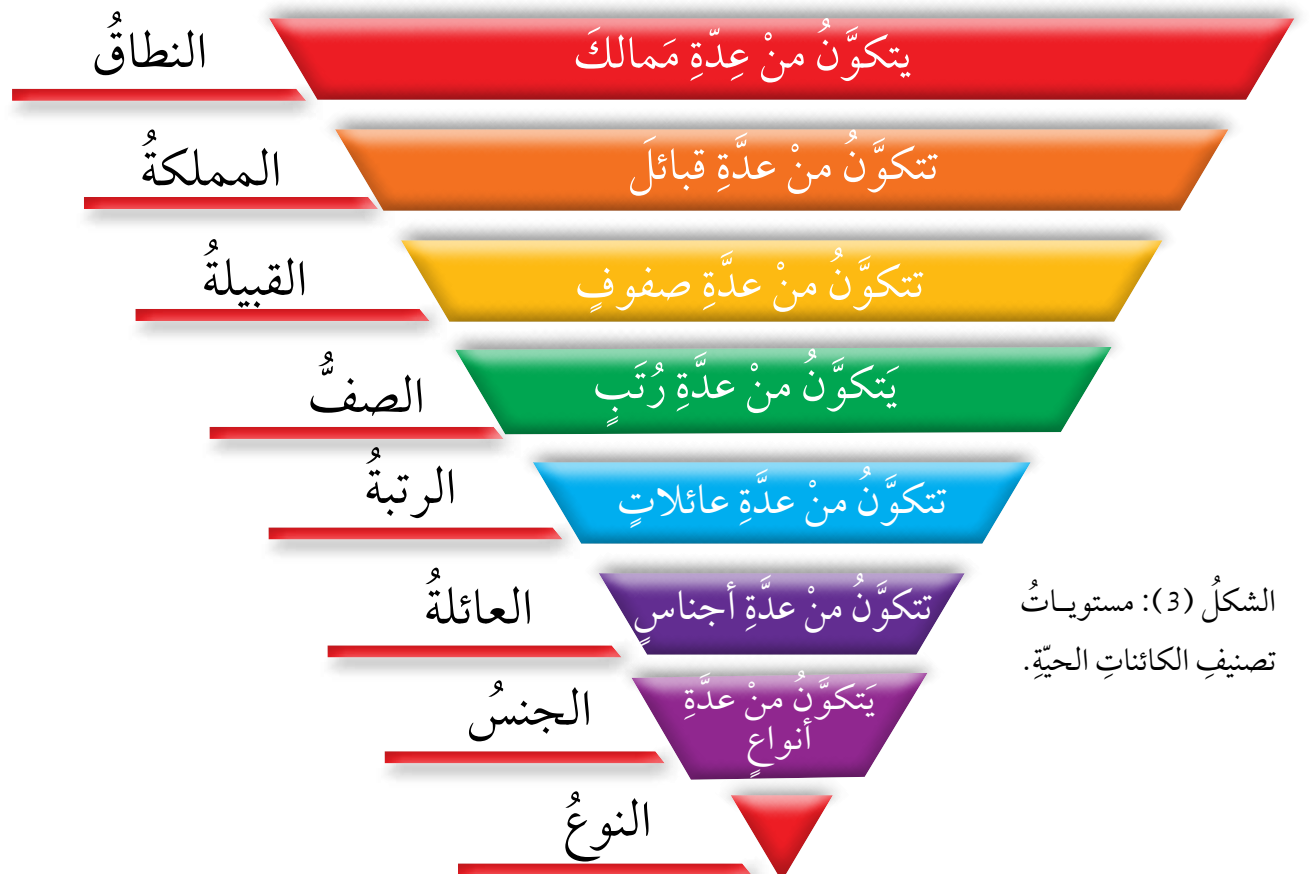 النطاقُ
يتكوَّنُ منْ عِدّةِ مَمالكَ
المملكةُ
تتكوَّنُ منْ عدَّةِ قبائلَ
القبيلةُ
تتكوَّنُ منْ عدَّةِ صفوفٍ
الصفُّ
يَتكوَّنُ منْ عدَّةِ رُتَبٍ
الرتبةُ
تتكوَّنُ منْ عدَّةِ عائلاتٍ
العائلةُ
تتكوَّنُ منْ عدَّةِ أجناسٍ
الجنسُ
يَتكوَّنُ منْ عدَّةِ
أنواعٍ
النوعُ
الشكلُ (3): مستويـاتُ
تصنيفِ الكائناتِ الحيّةِ.